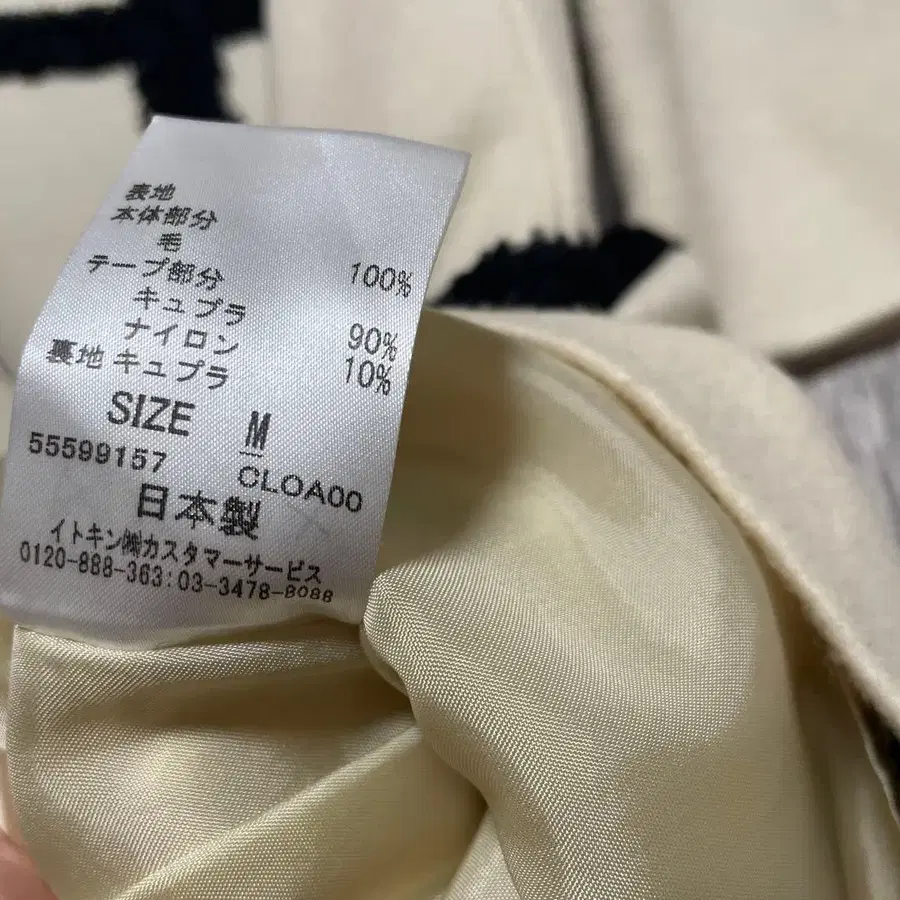 表地
本体部分
毛 100%
テープ部分
キュプラ 90%
ナイロン 10%
裏地 キュプラ
SIZE M
55599157 CLOA00
日本製
イトキン㈱カスタマーサービス
0120-888-363:03-3478-8088